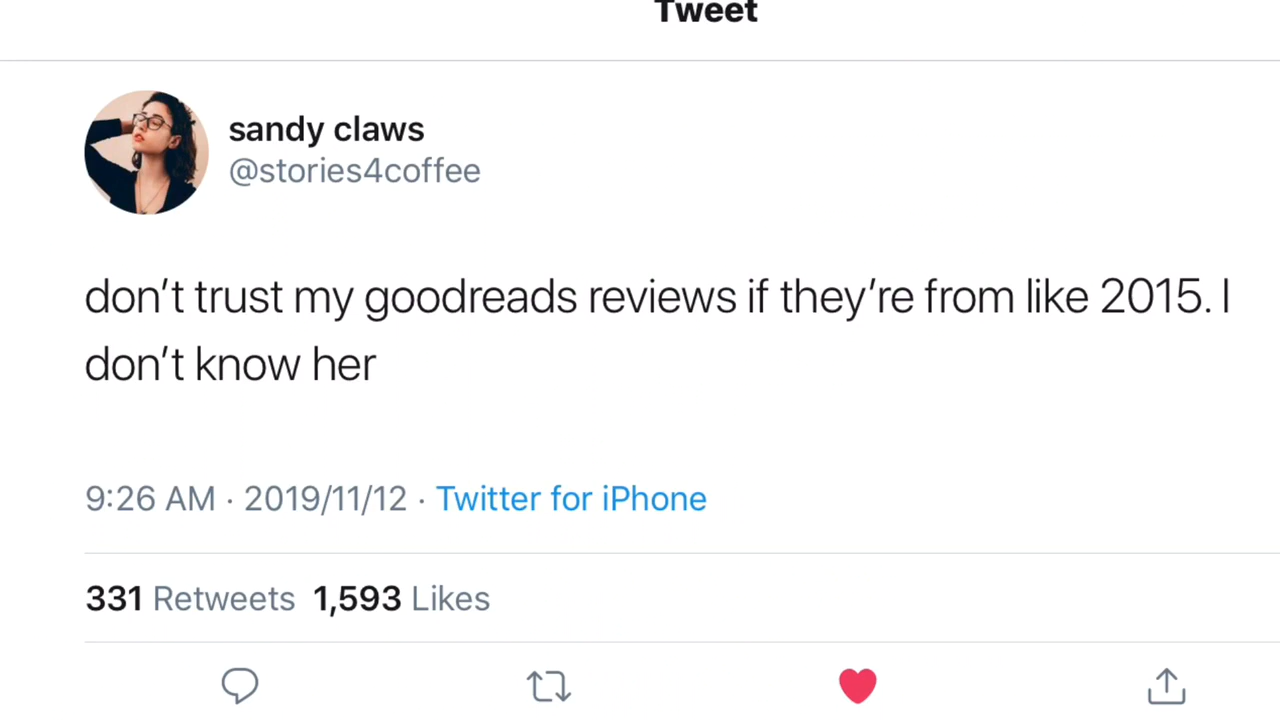 Tweet
sandy claws
@stories4coffee
don’t trust my goodreads reviews if they’re from like 2015. I
don’t know her
9:26 AM · 2019/11/12 · Twitter for iPhone
331 Retweets 1,593 Likes